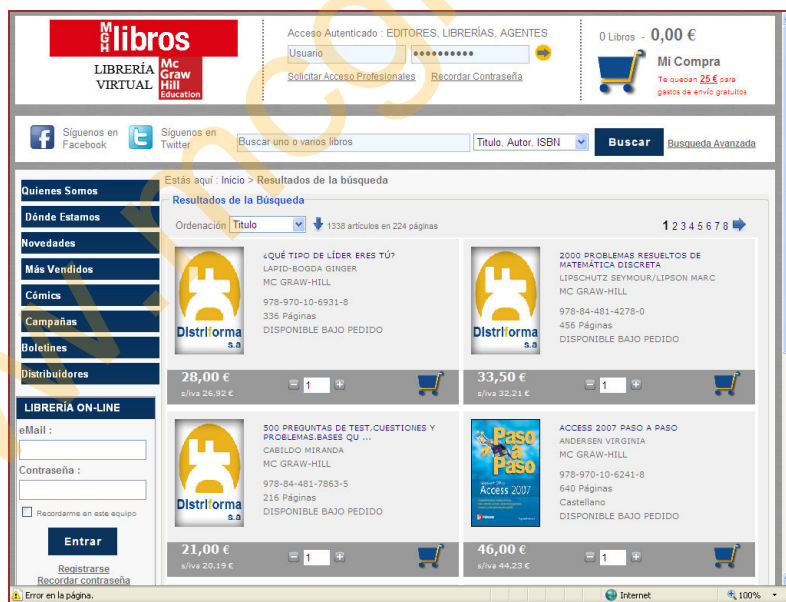 MGH libros
LIBRERÍA
VIRTUAL
Mc
Graw
Hill
Education
Acceso Autenticado : EDITORES, LIBRERÍAS, AGENTES
Usuario
••••••••••
Solicitar Acceso Profesionales Recordar Contraseña
0 Libros - 0,00 €
Mi Compra
Te quedan 25 € para
gastos de envío gratuitos
Síguenos en
Facebook
Síguenos en
Twitter
Buscar uno o varios libros
Titulo, Autor, ISBN
Buscar
Busqueda Avanzada
Quienes Somos
Dónde Estamos
Novedades
Más Vendidos
Cómics
Campañas
Boletines
Distribuidores
LIBRERÍA ON-LINE
eMail :
Contraseña :
Recordarme en este equipo
Entrar
Registrarse
Recordar contraseña
Estás aquí : Inicio > Resultados de la búsqueda
Resultados de la Búsqueda
Ordenación Titulo 1338 artículos en 224 páginas
1 2 3 4 5 6 7 8
DF
Distriforma
s.a
¿QUÉ TIPO DE LÍDER ERES TÚ?
LAPID-BOGDA GINGER
MC GRAW-HILL
978-970-10-6931-8
336 Páginas
DISPONIBLE BAJO PEDIDO
28,00 €
s/iva 26,92 €
1
DF
Distriforma
s.a
2000 PROBLEMAS RESUELTOS DE
MATEMÁTICA DISCRETA
LIPSCHUTZ SEYMOUR/LIPSON MARC
MC GRAW-HILL
978-84-481-4278-0
456 Páginas
DISPONIBLE BAJO PEDIDO
33,50 €
s/iva 32,21 €
1
DF
Distriforma
s.a
500 PREGUNTAS DE TEST.CUESTIONES Y
PROBLEMAS.BASES QU ...
CABILDO MIRANDA
MC GRAW-HILL
978-84-481-7863-5
216 Páginas
DISPONIBLE BAJO PEDIDO
21,00 €
s/iva 20,19 €
1
Paso
a
Paso
Access 2007
ACCESS 2007 PASO A PASO
ANDERSEN VIRGINIA
MC GRAW-HILL
978-970-10-6241-8
640 Páginas
Castellano
DISPONIBLE BAJO PEDIDO
46,00 €
s/iva 44,23 €
1
Error en la página.
Internet
100%